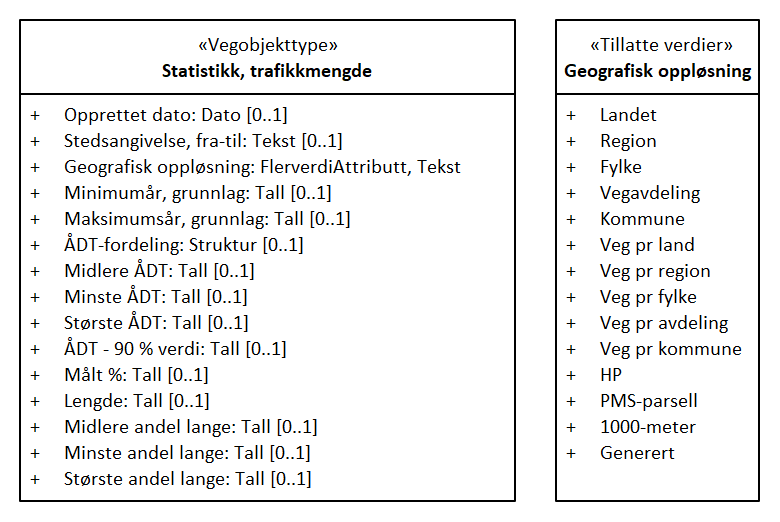 «Vegobjekttype»
Statistikk, trafikkmengde
+ Opprettet dato: Dato [0..1]
+ Stedsangivelse, fra-til: Tekst [0..1]
+ Geografisk oppløsning: FlerverdiAttributt, Tekst
+ Minimumår, grunnlag: Tall [0..1]
+ Maksimumsår, grunnlag: Tall [0..1]
+ ÅDT-fordeling: Struktur [0..1]
+ Midlere ÅDT: Tall [0..1]
+ Minste ÅDT: Tall [0..1]
+ Største ÅDT: Tall [0..1]
+ ÅDT - 90 % verdi: Tall [0..1]
+ Målt %: Tall [0..1]
+ Lengde: Tall [0..1]
+ Midlere andel lange: Tall [0..1]
+ Minste andel lange: Tall [0..1]
+ Største andel lange: Tall [0..1]
«Tillatte verdier»
Geografisk oppløsning
+ Landet
+ Region
+ Fylke
+ Vegavdeling
+ Kommune
+ Veg pr land
+ Veg pr region
+ Veg pr fylke
+ Veg pr avdeling
+ Veg pr kommune
+ HP
+ PMS-parsell
+ 1000-meter
+ Generert